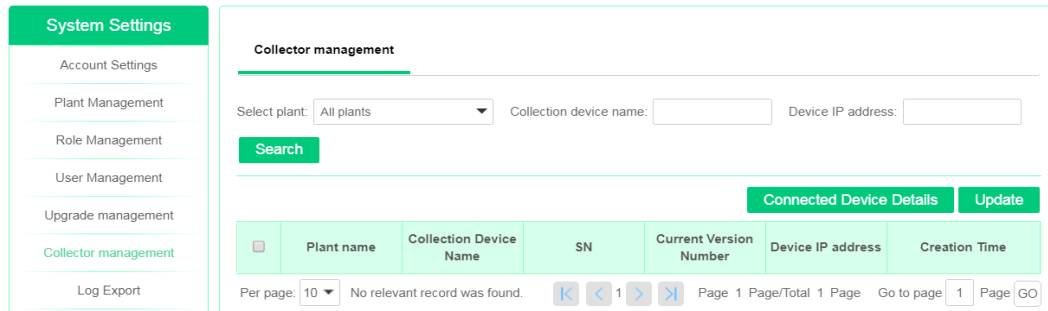 System Settings
Account Settings
Plant Management
Role Management
User Management
Upgrade management
Collector management
Log Export
Collector management
Select plant: All plants Collection device name: Device IP address:
Search
Connected Device Details Update
Plant name Collection Device Name SN Current Version Number Device IP address Creation Time
Per page: 10 No relevant record was found. 1 Page 1 Page/Total 1 Page Go to page 1 Page GO